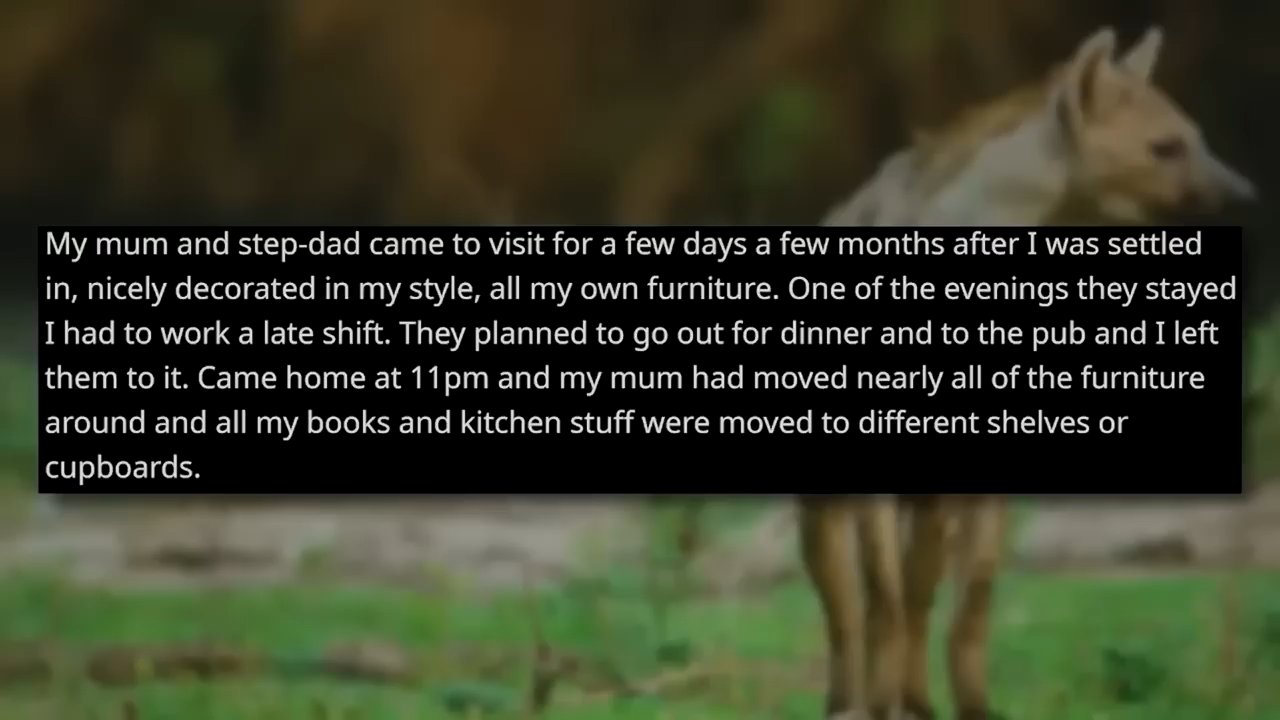 My mum and step-dad came to visit for a few days a few months after I was settled
in, nicely decorated in my style, all my own furniture. One of the evenings they stayed
I had to work a late shift. They planned to go out for dinner and to the pub and I left
them to it. Came home at 11pm and my mum had moved nearly all of the furniture
around and all my books and kitchen stuff were moved to different shelves or
cupboards.